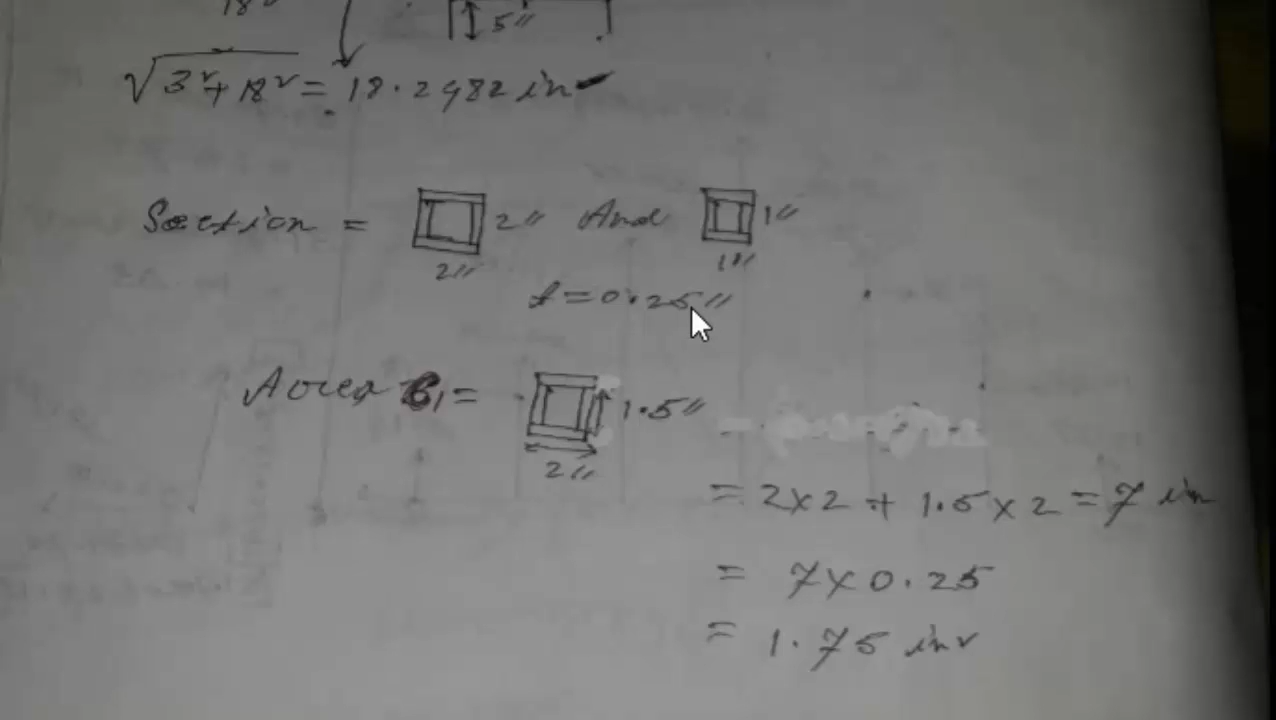 18"
5"
√3²+18² = 18.2482 in
Section = 2" And 1"
2" 1"
t=0.25"
Area C1 = 1.5"
2"
= 2x2 + 1.5x2 = 7 in
= 7x0.25
= 1.75 in²